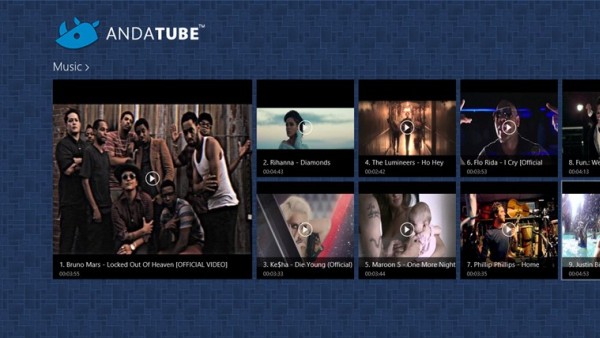 ANDATUBE™
Music >
1. Bruno Mars - Locked Out Of Heaven [OFFICIAL VIDEO]
00:03:55
2. Rihanna - Diamonds
00:04:43
3. Ke$ha - Die Young (Official)
00:03:33
4. The Lumineers - Ho Hey
00:02:42
5. Maroon 5 - One More Night
00:03:44
6. Flo Rida - I Cry [Official
00:03:53
7. Phillip Phillips - Home
00:03:35
8. Fun.: We
00:04:13
9. Justin Bi
00:04:53